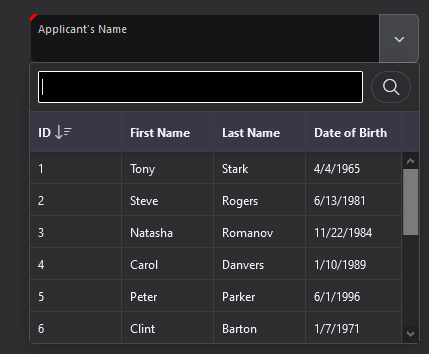 Applicant's Name
ID First Name Last Name Date of Birth
1 Tony Stark 4/4/1965
2 Steve Rogers 6/13/1981
3 Natasha Romanov 11/22/1984
4 Carol Danvers 1/10/1989
5 Peter Parker 6/1/1996
6 Clint Barton 1/7/1971